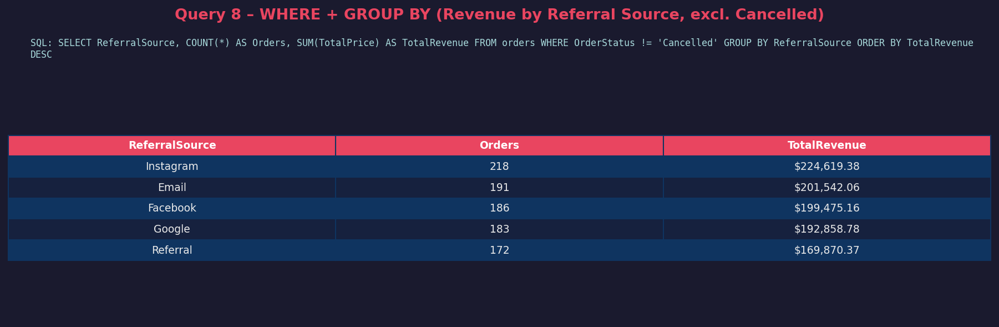 Query 8 – WHERE + GROUP BY (Revenue by Referral Source, excl. Cancelled)
SQL: SELECT ReferralSource, COUNT(*) AS Orders, SUM(TotalPrice) AS TotalRevenue FROM orders WHERE OrderStatus != 'Cancelled' GROUP BY ReferralSource ORDER BY TotalRevenue
DESC
ReferralSource Orders TotalRevenue
Instagram 218 $224,619.38
Email 191 $201,542.06
Facebook 186 $199,475.16
Google 183 $192,858.78
Referral 172 $169,870.37